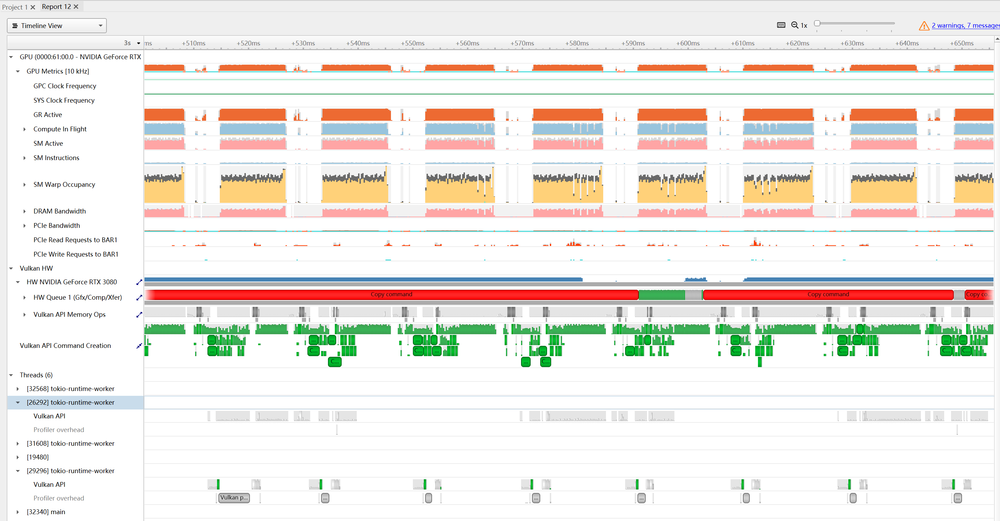 Project 1
Report 12
Timeline View
1x
2 warnings, 7 messages
3s
ms +510ms +520ms +530ms +540ms +550ms +560ms +570ms +580ms +590ms +600ms +610ms +620ms +630ms +640ms +650ms
GPU (0000:61:00.0 - NVIDIA GeForce RTX
GPU Metrics [10 kHz]
GPC Clock Frequency
SYS Clock Frequency
GR Active
Compute In Flight
SM Active
SM Instructions
SM Warp Occupancy
DRAM Bandwidth
PCIe Bandwidth
PCIe Read Requests to BAR1
PCIe Write Requests to BAR1
Vulkan HW
HW NVIDIA GeForce RTX 3080
HW Queue 1 (Gfx/Comp/Xfer)
Copy command Copy command Copy co...
Vulkan API Memory Ops
... ... ... ... ... ... ... ... ... ...
Vulkan API Command Creation
... C... C... ... ... ... C... C... C... C...
C... ... C...
Threads (6)
[32568] tokio-runtime-worker
[26292] tokio-runtime-worker
Vulkan API
Profiler overhead
[31608] tokio-runtime-worker
[19480]
[29296] tokio-runtime-worker
Vulkan API
Profiler overhead
Vulkan p... ... ... ... ...
[32340] main